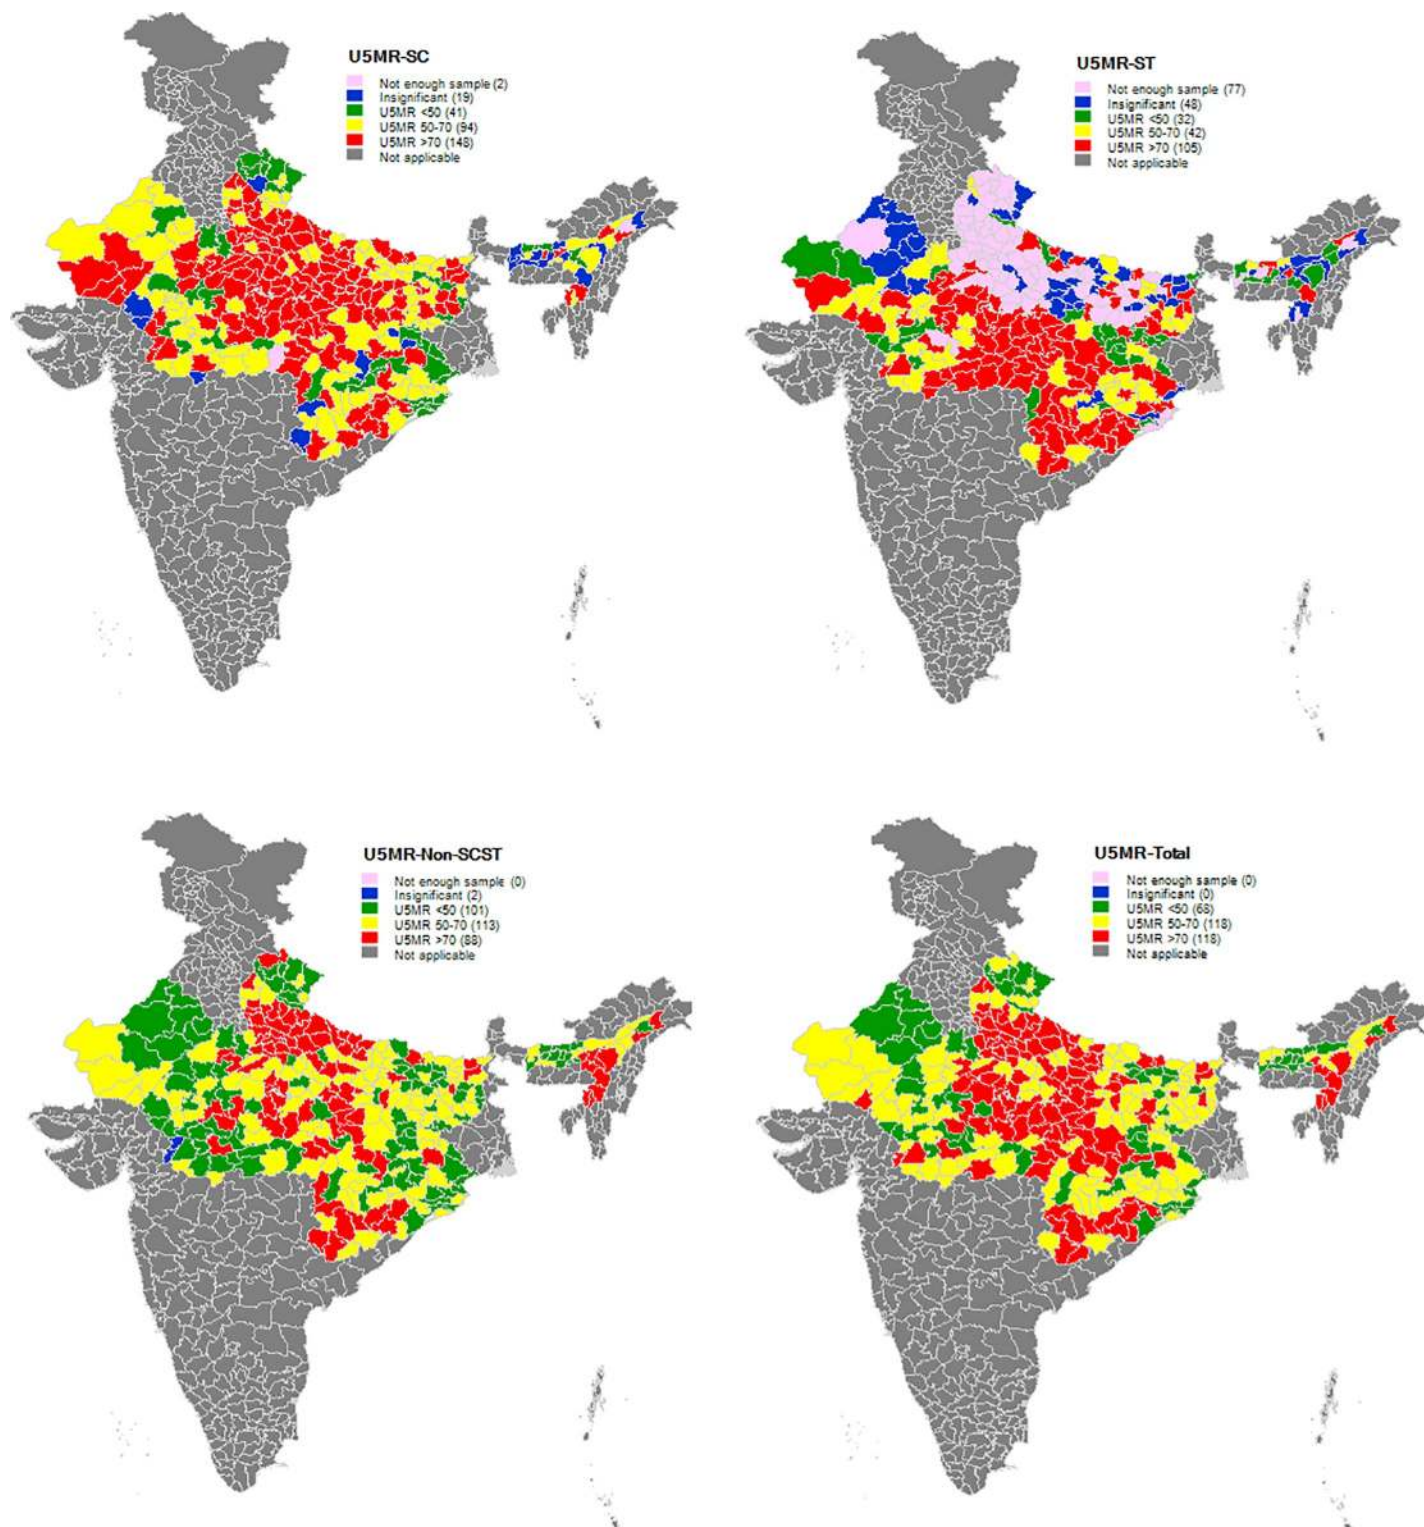 U5MR-SC
Not enough sample (2)
Insignificant (19)
U5MR <50 (41)
U5MR 50-70 (94)
U5MR >70 (148)
Not applicable
U5MR-ST
Not enough sample (77)
Insignificant (48)
U5MR <50 (32)
U5MR 50-70 (42)
U5MR >70 (105)
Not applicable
U5MR-Non-SCST
Not enough sample (0)
Insignificant (2)
U5MR <50 (101)
U5MR 50-70 (113)
U5MR >70 (88)
Not applicable
U5MR-Total
Not enough sample (0)
Insignificant (0)
U5MR <50 (68)
U5MR 50-70 (118)
U5MR >70 (118)
Not applicable